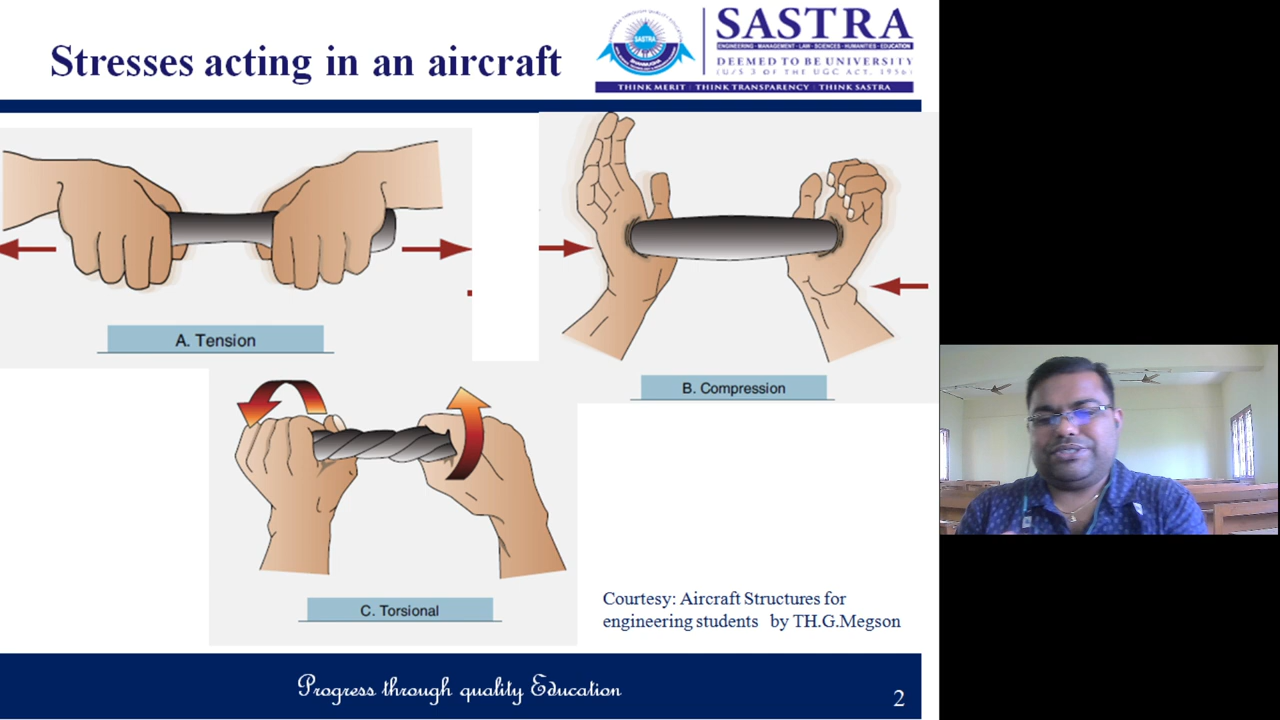 Stresses acting in an aircraft
SASTRA
SASTRA
ENGINEERING · MANAGEMENT · LAW · SCIENCES · HUMANITIES · EDUCATION
DEEMED TO BE UNIVERSITY
(U/S 3 OF THE UGC ACT, 1956)
THINK MERIT | THINK TRANSPARENCY | THINK SASTRA
A. Tension
B. Compression
C. Torsional
Courtesy: Aircraft Structures for
engineering students by TH.G.Megson
Progress through quality Education
2